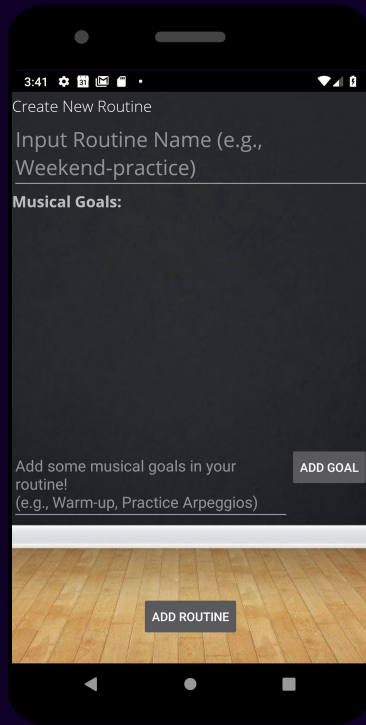 3:41
31
Create New Routine
Input Routine Name (e.g.,
Weekend-practice)
Musical Goals:
Add some musical goals in your
routine!
(e.g., Warm-up, Practice Arpeggios)
ADD GOAL
ADD ROUTINE